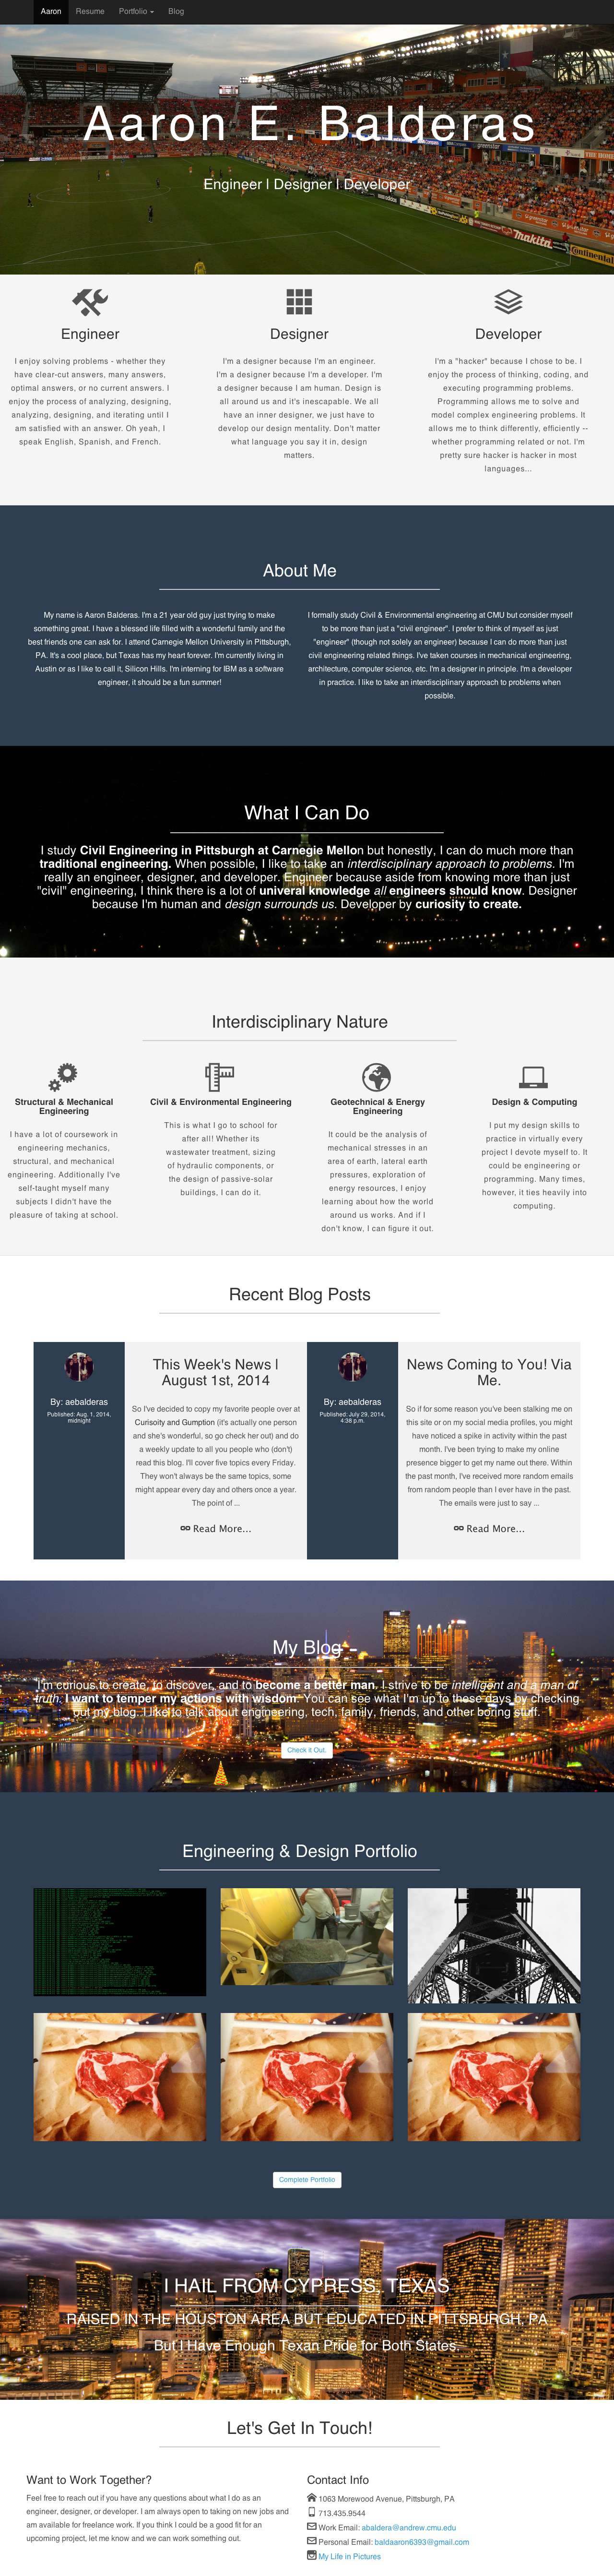 Aaron Resume Portfolio Blog
Aaron E. Balderas
Engineer | Designer | Developer
greenstar
Makita
Continental
Engineer
I enjoy solving problems - whether they
have clear-cut answers, many answers,
optimal answers, or no current answers. I
enjoy the process of analyzing, designing,
analyzing, designing, and iterating until I
am satisfied with an answer. Oh yeah, I
speak English, Spanish, and French.
Designer
I'm a designer because I'm an engineer.
I'm a designer because I'm a developer. I'm
a designer because I am human. Design is
all around us and it's inescapable. We all
have an inner designer, we just have to
develop our design mentality. Don't matter
what language you say it in, design
matters.
Developer
I'm a "hacker" because I chose to be. I
enjoy the process of thinking, coding, and
executing programming problems.
Programming allows me to solve and
model complex engineering problems. It
allows me to think differently, efficiently --
whether programming related or not. I'm
pretty sure hacker is hacker in most
languages...
About Me
My name is Aaron Balderas. I'm a 21 year old guy just trying to make
something great. I have a blessed life filled with a wonderful family and the
best friends one can ask for. I attend Carnegie Mellon University in Pittsburgh,
PA. It's a cool place, but Texas has my heart forever. I'm currently living in
Austin or as I like to call it, Silicon Hills. I'm interning for IBM as a software
engineer, it should be a fun summer!
I formally study Civil & Environmental engineering at CMU but consider myself
to be more than just a "civil engineer". I prefer to think of myself as just
"engineer" (though not solely an engineer) because I can do more than just
civil engineering related things. I've taken courses in mechanical engineering,
architecture, computer science, etc. I'm a designer in principle. I'm a developer
in practice. I like to take an interdisciplinary approach to problems when
possible.
What I Can Do
I study Civil Engineering in Pittsburgh at Carnegie Mellon but honestly, I can do much more than
traditional engineering. When possible, I like to take an interdisciplinary approach to problems. I'm
really an engineer, designer, and developer. Engineer because aside from knowing more than just
"civil" engineering, I think there is a lot of univeral knowledge all engineers should know. Designer
because I'm human and design surrounds us. Developer by curiosity to create.
Interdisciplinary Nature
Structural & Mechanical
Engineering
I have a lot of coursework in
engineering mechanics,
structural, and mechanical
engineering. Additionally I've
self-taught myself many
subjects I didn't have the
pleasure of taking at school.
Civil & Environmental Engineering
This is what I go to school for
after all! Whether its
wastewater treatment, sizing
of hydraulic components, or
the design of passive-solar
buildings, I can do it.
Geotechnical & Energy
Engineering
It could be the analysis of
mechanical stresses in an
area of earth, lateral earth
pressures, exploration of
energy resources, I enjoy
learning about how the world
around us works. And if I
don't know, I can figure it out.
Design & Computing
I put my design skills to
practice in virtually every
project I devote myself to. It
could be engineering or
programming. Many times,
however, it ties heavily into
computing.
Recent Blog Posts
By: aebalderas
Published: Aug. 1, 2014,
midnight
This Week's News |
August 1st, 2014
So I've decided to copy my favorite people over at
Curisoity and Gumption (it's actually one person
and she's wonderful, so go check her out) and do
a weekly update to all you people who (don't)
read this blog. I'll cover five topics every Friday.
They won't always be the same topics, some
might appear every day and others once a year.
The point of ...
Read More...
By: aebalderas
Published: July 29, 2014,
4:38 p.m.
News Coming to You! Via
Me.
So if for some reason you've been stalking me on
this site or on my social media profiles, you might
have noticed a spike in activity within the past
month. I've been trying to make my online
presence bigger to get my name out there. Within
the past month, I've received more random emails
from random people than I ever have in the past.
The emails were just to say ...
Read More...
My Blog
I'm curious to create, to discover, and to become a better man. I strive to be intelligent and a man of
truth. I want to temper my actions with wisdom. You can see what I'm up to these days by checking
out my blog. I like to talk about engineering, tech, family, friends, and other boring stuff.
Check it Out.
Engineering & Design Portfolio
Complete Portfolio
I HAIL FROM CYPRESS, TEXAS
RAISED IN THE HOUSTON AREA BUT EDUCATED IN PITTSBURGH, PA
But I Have Enough Texan Pride for Both States.
Let's Get In Touch!
Want to Work Together?
Feel free to reach out if you have any questions about what I do as an
engineer, designer, or developer. I am always open to taking on new jobs and
am available for freelance work. If you think I could be a good fit for an
upcoming project, let me know and we can work something out.
Contact Info
1063 Morewood Avenue, Pittsburgh, PA
713.435.9544
Work Email: abaldera@andrew.cmu.edu
Personal Email: baldaaron6393@gmail.com
My Life in Pictures